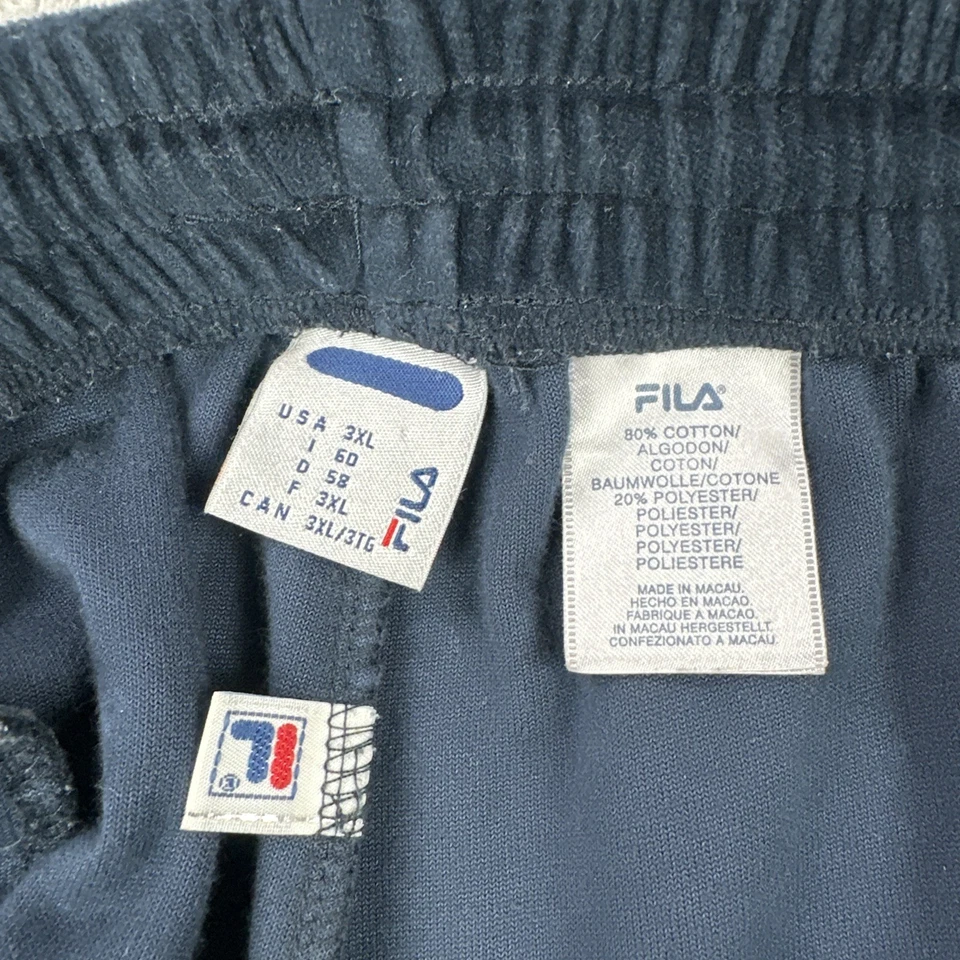 USA 3XL
I 60
D 58
F 3XL
CAN 3XL/3TG
FILA
FILA®
80% COTTON/
ALGODON/
COTON/
BAUMWOLLE/COTONE
20% POLYESTER/
POLIESTER/
POLYESTER/
POLYESTER/
POLIESTERE
MADE IN MACAU.
HECHO EN MACAO.
FABRIQUE A MACAO.
IN MACAU HERGESTELLT.
CONFEZIONATO A MACAU.
F
®